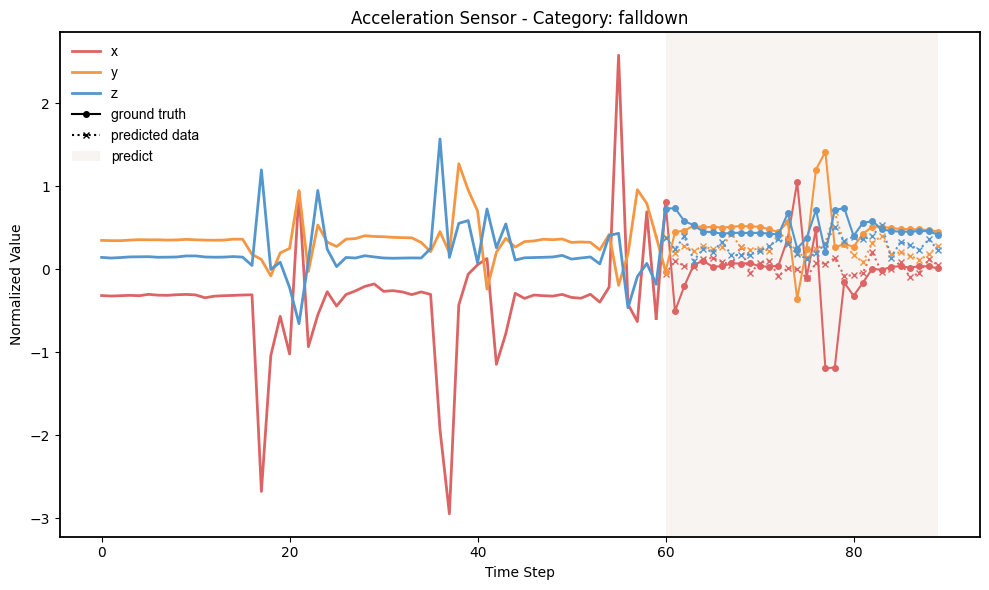 Acceleration Sensor - Category: falldown
x
y
z
ground truth
predicted data
predict
2
1
0
−1
−2
−3
Normalized Value
0
20
40
60
80
Time Step